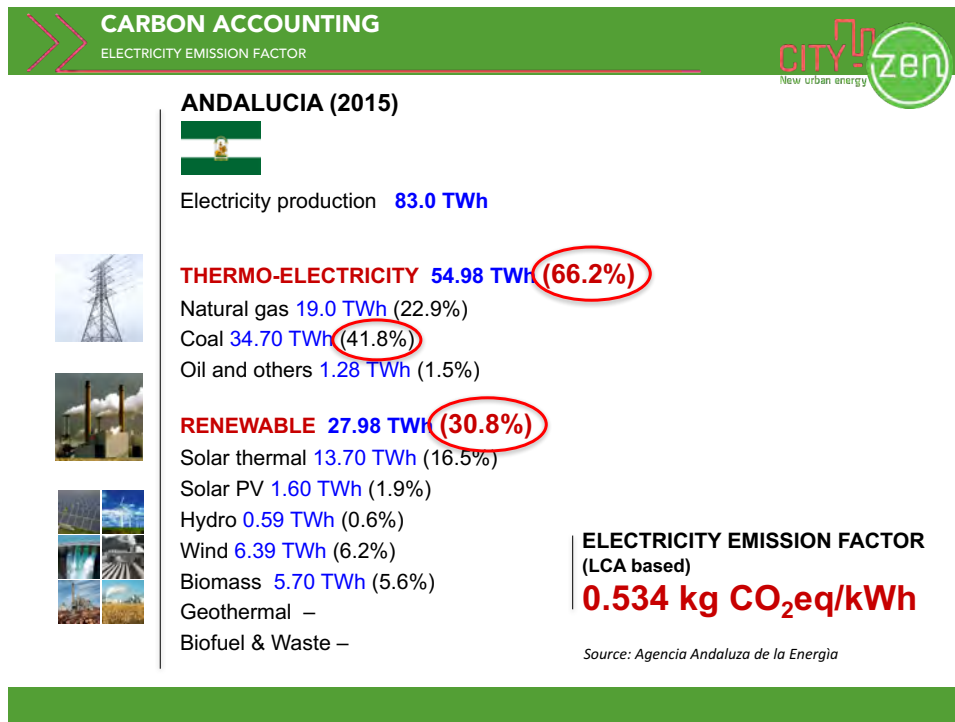 CARBON ACCOUNTING
ELECTRICITY EMISSION FACTOR
CITY zen
New urban energy
ANDALUCIA (2015)
Electricity production 83.0 TWh
THERMO-ELECTRICITY 54.98 TWh (66.2%)
Natural gas 19.0 TWh (22.9%)
Coal 34.70 TWh (41.8%)
Oil and others 1.28 TWh (1.5%)
RENEWABLE 27.98 TWh (30.8%)
Solar thermal 13.70 TWh (16.5%)
Solar PV 1.60 TWh (1.9%)
Hydro 0.59 TWh (0.6%)
Wind 6.39 TWh (6.2%)
Biomass 5.70 TWh (5.6%)
Geothermal –
Biofuel & Waste –
ELECTRICITY EMISSION FACTOR
(LCA based)
0.534 kg CO₂eq/kWh
Source: Agencia Andaluza de la Energìa